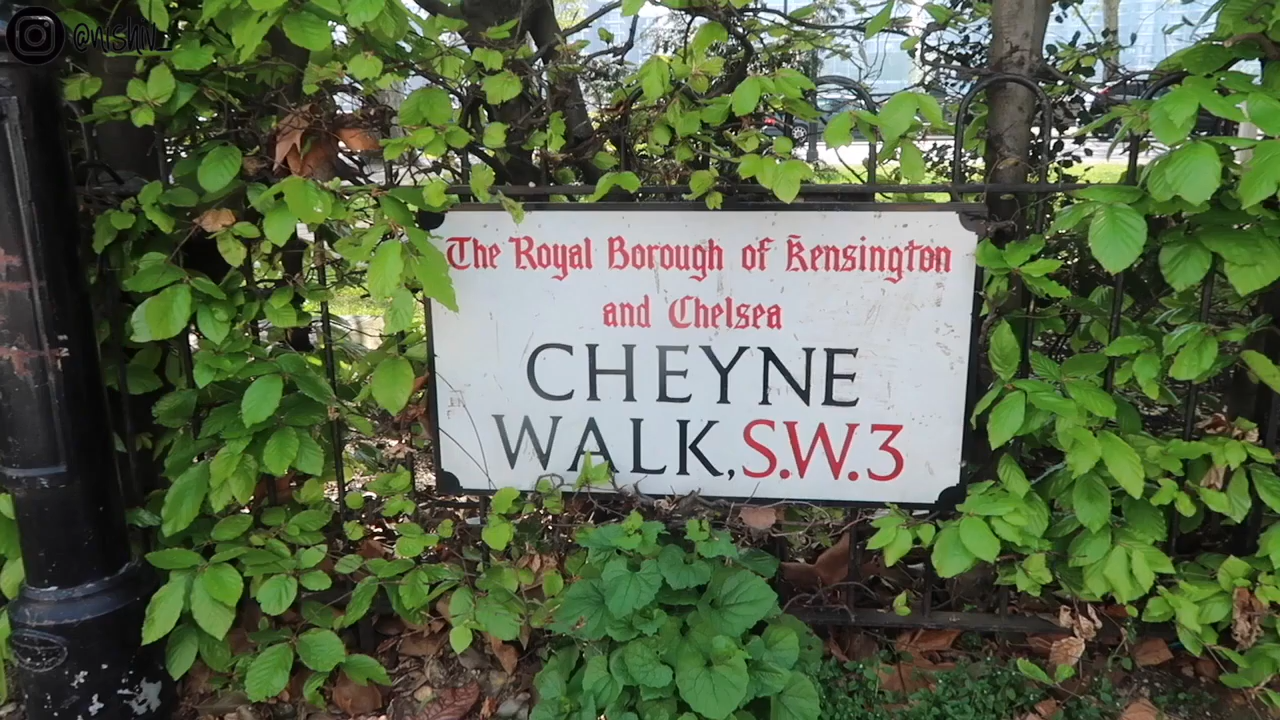 The Royal Borough of Kensington
and Chelsea
CHEYNE
WALK, S.W.3